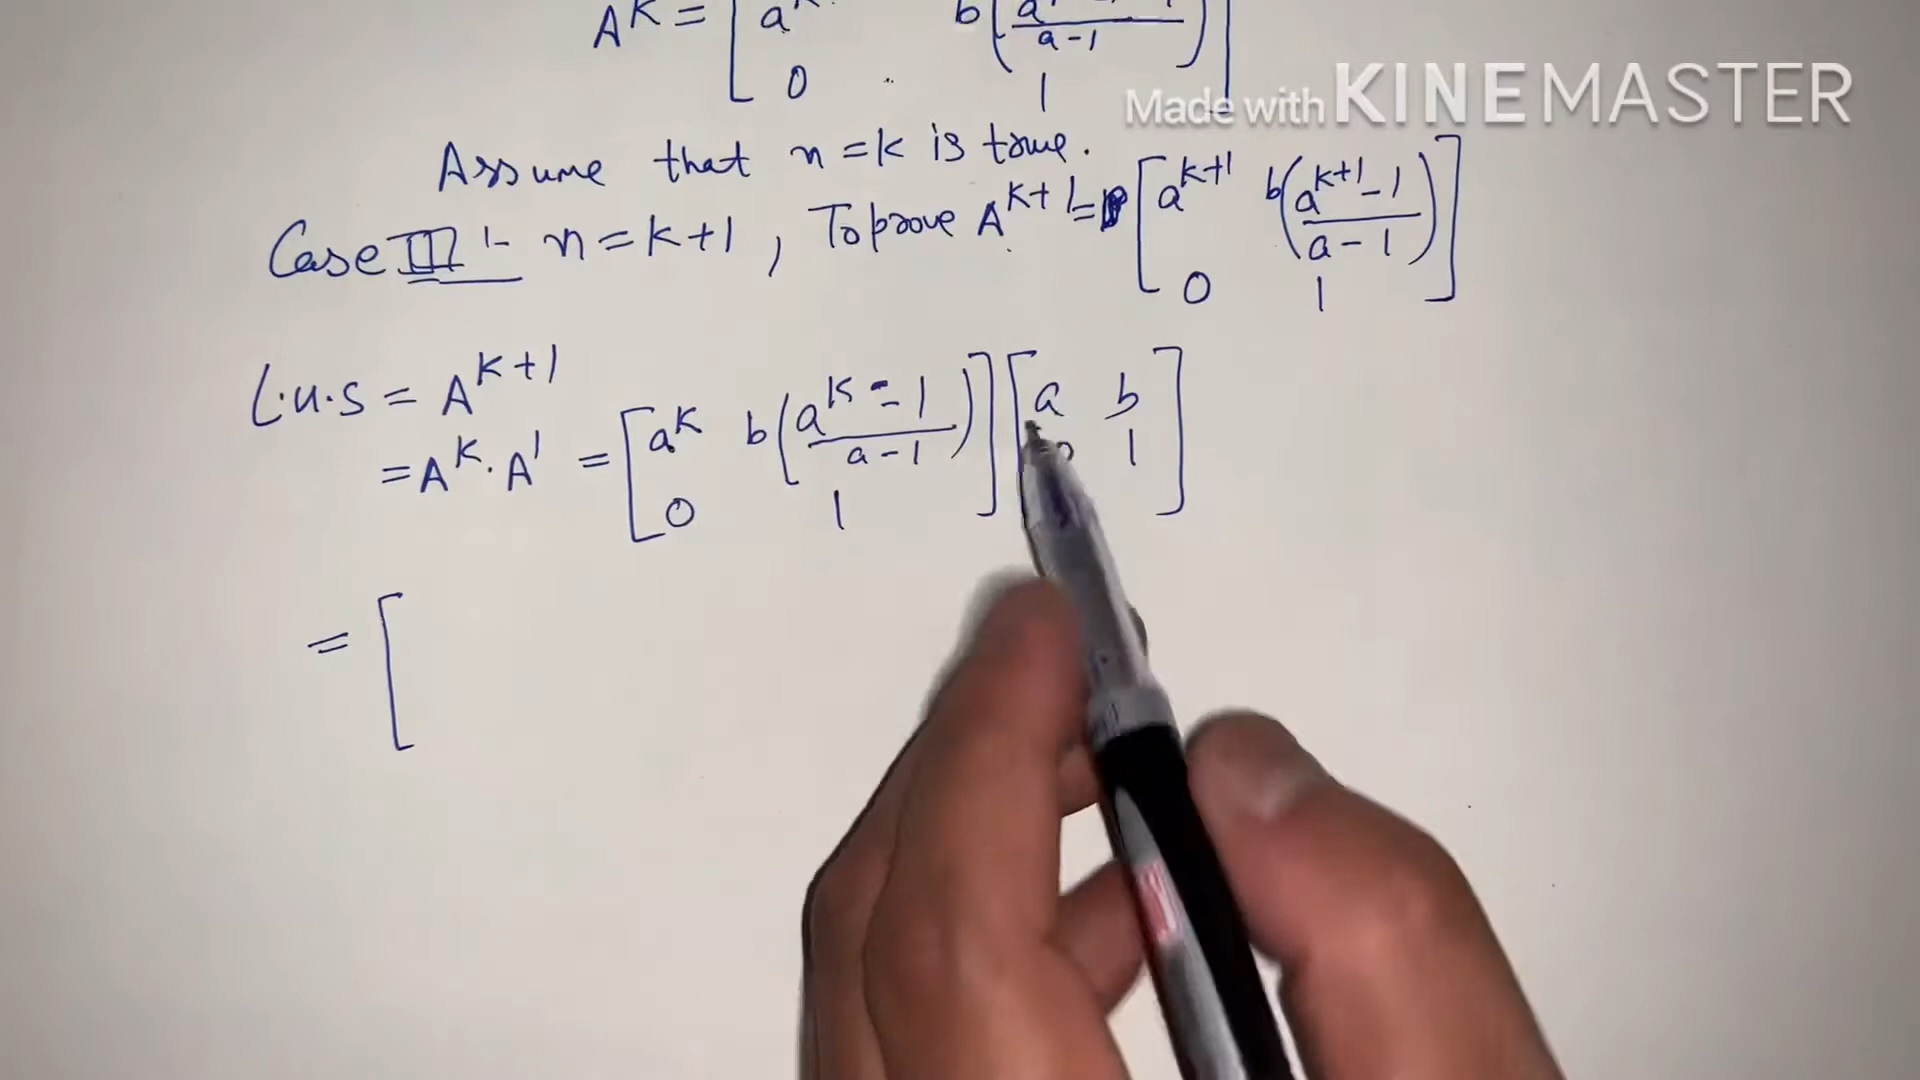 A^K = [ a^K b(a^K - 1 / a - 1)
0 1 ]
Made with KINEMASTER
Assume that n = K is true.
Case III :- n = K+1 , To prove A^K+1 = [ a^K+1 b(a^K+1 - 1 / a - 1)
0 1 ]
L.H.S = A^K+1
= A^K . A^1 = [ a^K b(a^K - 1 / a - 1) ] [ a b
0 1 ] [ 0 1 ]
= [